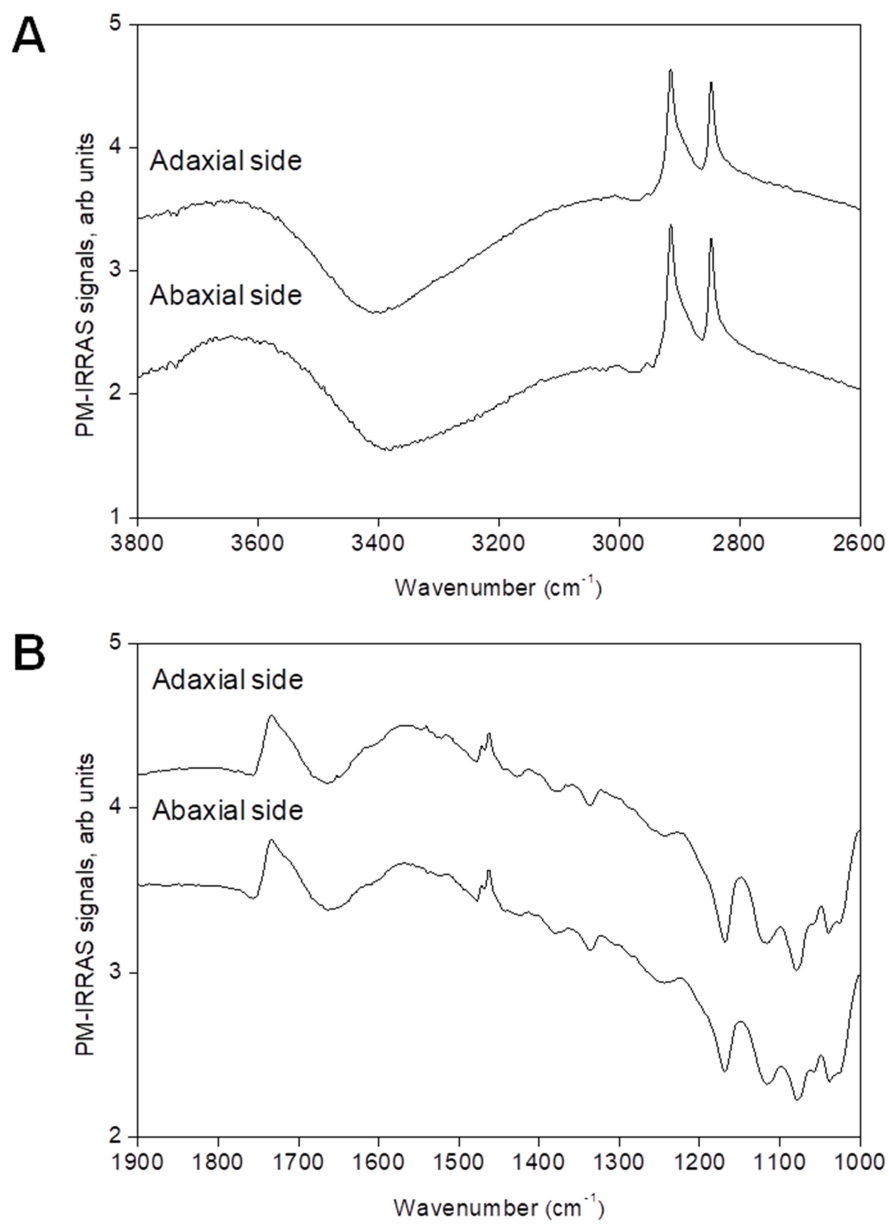 A
PM-IRRAS signals, arb units
5
4
3
2
1
Adaxial side
Abaxial side
3800 3600 3400 3200 3000 2800 2600
Wavenumber (cm⁻¹)
B
PM-IRRAS signals, arb units
5
4
3
2
Adaxial side
Abaxial side
1900 1800 1700 1600 1500 1400 1300 1200 1100 1000
Wavenumber (cm⁻¹)